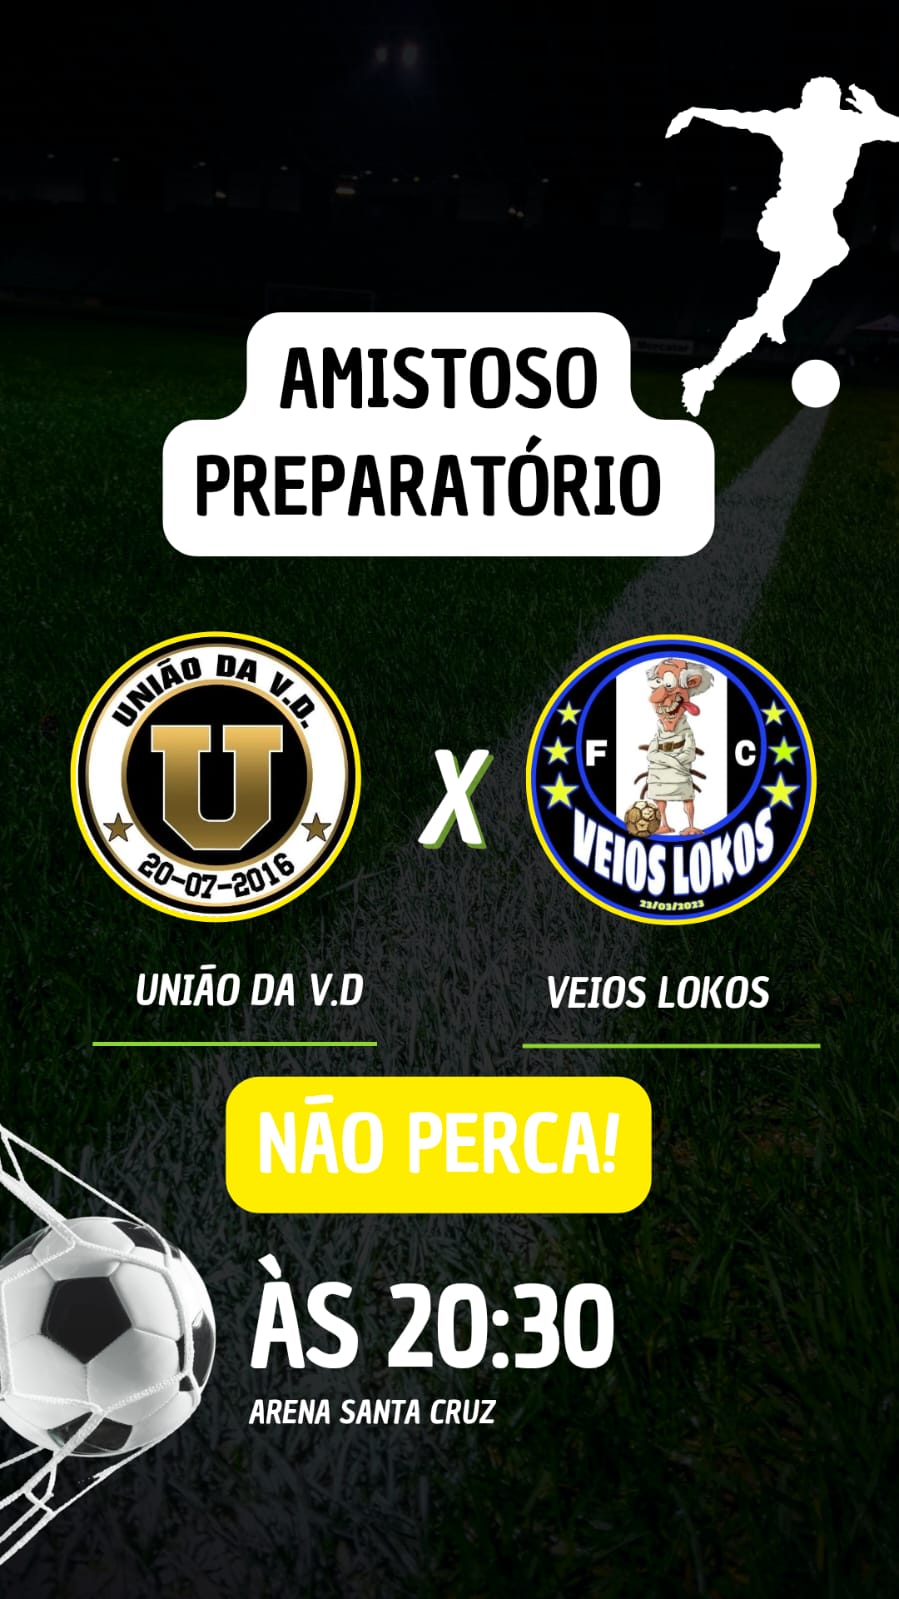 AMISTOSO
PREPARATÓRIO
UNIÃO DA V.D.
U
20-07-2016
X
F C
VEIOS LOKOS
23/03/2023
UNIÃO DA V.D
VEIOS LOKOS
NÃO PERCA!
ÀS 20:30
ARENA SANTA CRUZ